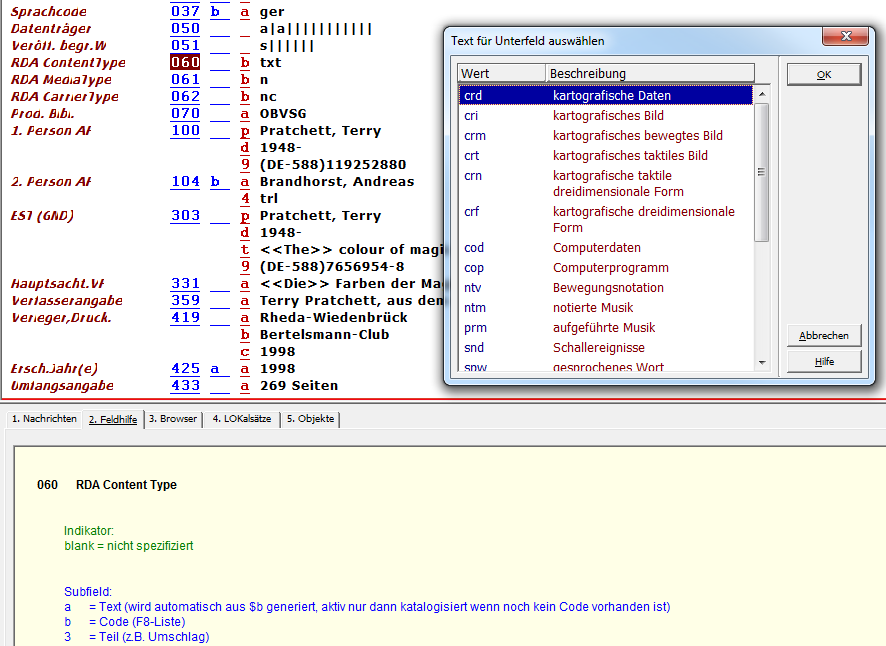 Sprachcode 037 b a ger
Datenträger 050 a|a|||||||||||
Veröff. begr.W 051 s||||||
RDA ContentType 060 b txt
RDA MediaType 061 b n
RDA CarrierType 062 b nc
Prod. Bib. 070 a OBVSG
1. Person AF 100 p Pratchett, Terry
d 1948-
9 (DE-588)119252880
2. Person AF 104 b a Brandhorst, Andreas
4 trl
EST (GND) 303 p Pratchett, Terry
d 1948-
t <<The>> colour of magi
9 (DE-588)7656954-8
Hauptsacht.VF 331 a <<Die>> Farben der Ma
Verfasserangabe 359 a Terry Pratchett, aus den
Verleger,Druck. 419 a Rheda-Wiedenbrück
b Bertelsmann-Club
c 1998
Ersch.Jahr(e) 425 a a 1998
Umfangsangabe 433 a 269 Seiten
Text für Unterfeld auswählen
Wert Beschreibung
crd kartografische Daten
cri kartografisches Bild
crm kartografisches bewegtes Bild
crt kartografisches taktiles Bild
crn kartografische taktile
dreidimensionale Form
crf kartografische dreidimensionale
Form
cod Computerdaten
cop Computerprogramm
ntv Bewegungsnotation
ntm notierte Musik
prm aufgeführte Musik
snd Schallereignisse
spw gesprochenes Wort
OK
Abbrechen
Hilfe
1. Nachrichten 2. Feldhilfe 3. Browser 4. LOKalsätze 5. Objekte
060 RDA Content Type
Indikator:
blank = nicht spezifiziert
Subfield:
a = Text (wird automatisch aus $b generiert, aktiv nur dann katalogisiert wenn noch kein Code vorhanden ist)
b = Code (F8-Liste)
3 = Teil (z.B. Umschlag)